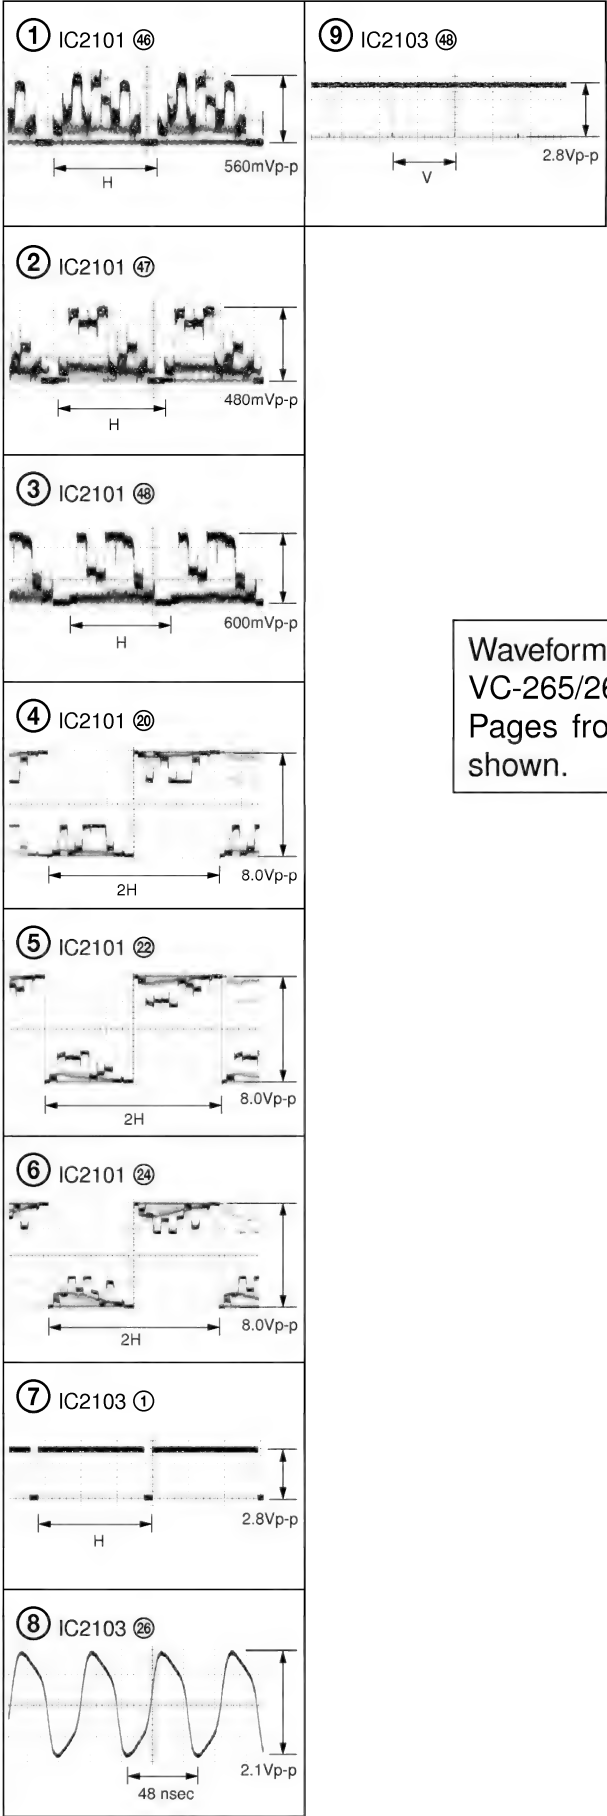 ① IC2101 ㊻
560mVp-p
H
② IC2101 ㊼
480mVp-p
H
③ IC2101 ㊽
600mVp-p
H
④ IC2101 ⑳
8.0Vp-p
2H
⑤ IC2101 ㉒
8.0Vp-p
2H
⑥ IC2101 ㉔
8.0Vp-p
2H
⑦ IC2103 ①
2.8Vp-p
H
⑧ IC2103 ㉖
2.1Vp-p
48 nsec
⑨ IC2103 ㊽
2.8Vp-p
V
Waveform
VC-265/26
Pages fro
shown.